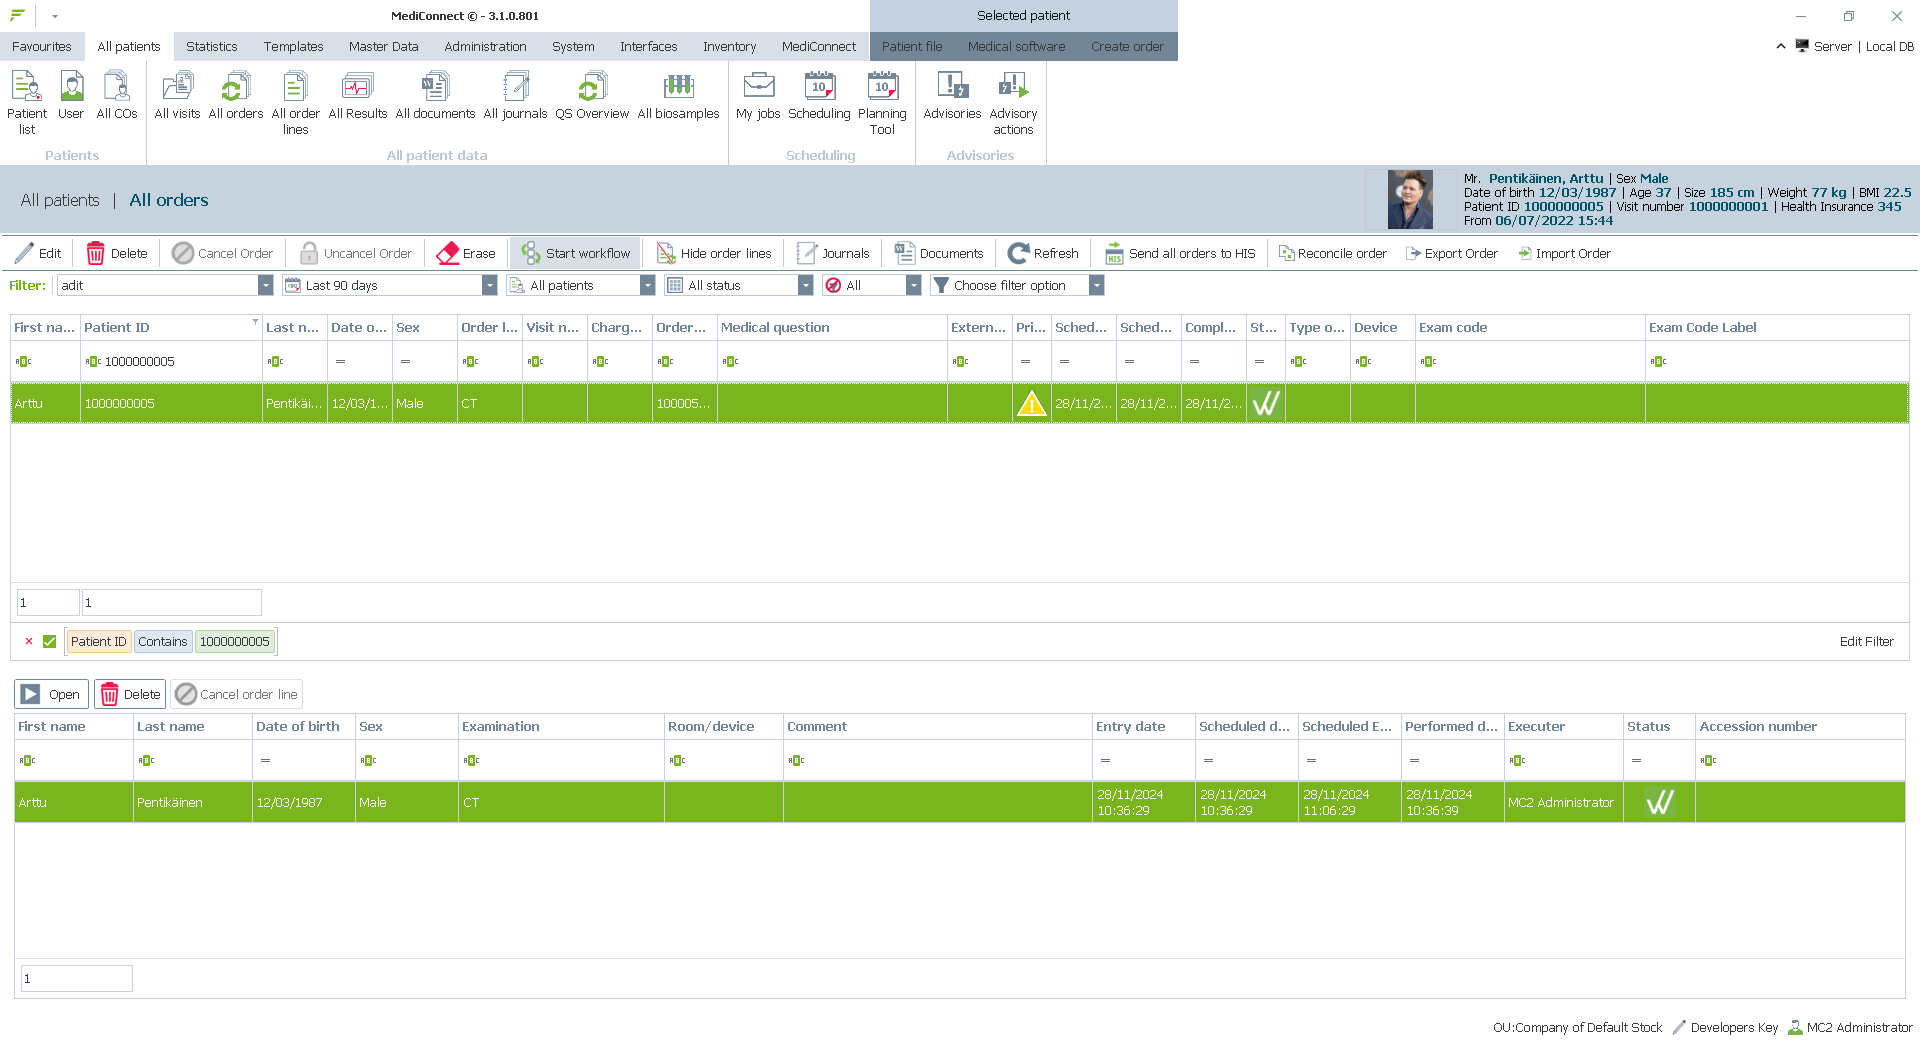 MediConnect © - 3.1.0.801
Selected patient
Favourites All patients Statistics Templates Master Data Administration System Interfaces Inventory MediConnect Patient file Medical software Create order
Server | Local DB
Patient list User All COs All visits All orders All order lines All Results All documents All journals QS Overview All biosamples My jobs Scheduling Planning Tool Advisories Advisory actions
Patients All patient data Scheduling Advisories
All patients | All orders
Mr. Pentikäinen, Arttu | Sex Male
Date of birth 12/03/1987 | Age 37 | Size 185 cm | Weight 77 kg | BMI 22.5
Patient ID 1000000005 | Visit number 1000000001 | Health Insurance 345
From 06/07/2022 15:44
Edit Delete Cancel Order Uncancel Order Erase Start workflow Hide order lines Journals Documents Refresh Send all orders to HIS Reconcile order Export Order Import Order
Filter: adit Last 90 days All patients All status All Choose filter option
First na... Patient ID Last n... Date o... Sex Order l... Visit n... Charg... Order... Medical question Extern... Pri... Sched... Sched... Compl... St... Type o... Device Exam code Exam Code Label
1000000005
Arttu 1000000005 Pentikäi... 12/03/1... Male CT 100005... 28/11/2... 28/11/2... 28/11/2...
1 1
Patient ID Contains 1000000005 Edit Filter
Open Delete Cancel order line
First name Last name Date of birth Sex Examination Room/device Comment Entry date Scheduled d... Scheduled E... Performed d... Executer Status Accession number
Arttu Pentikäinen 12/03/1987 Male CT 28/11/2024 10:36:29 28/11/2024 10:36:29 28/11/2024 11:06:29 28/11/2024 10:36:39 MC2 Administrator
1
OU:Company of Default Stock Developers Key MC2 Administrator